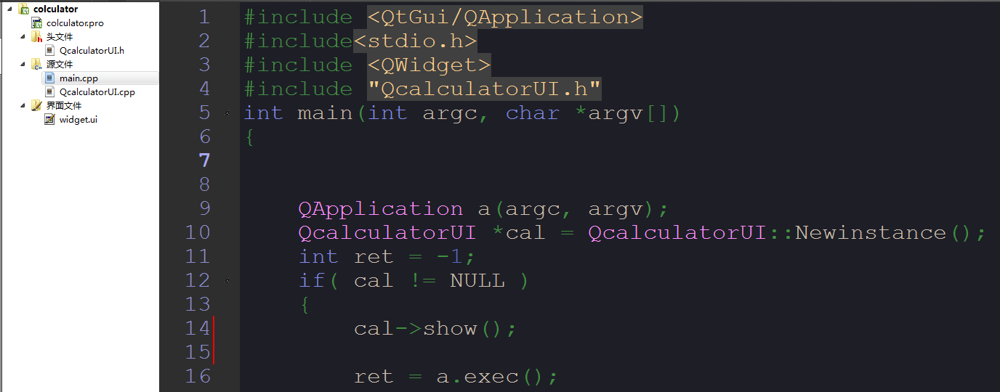 colculator
colculator.pro
头文件
QcalculatorUI.h
源文件
main.cpp
QcalculatorUI.cpp
界面文件
widget.ui
1 #include <QtGui/QApplication>
2 #include<stdio.h>
3 #include <QWidget>
4 #include "QcalculatorUI.h"
5 int main(int argc, char *argv[])
6 {
7
8
9 QApplication a(argc, argv);
10 QcalculatorUI *cal = QcalculatorUI::Newinstance();
11 int ret = -1;
12 if( cal != NULL )
13 {
14 cal->show();
15
16 ret = a.exec();